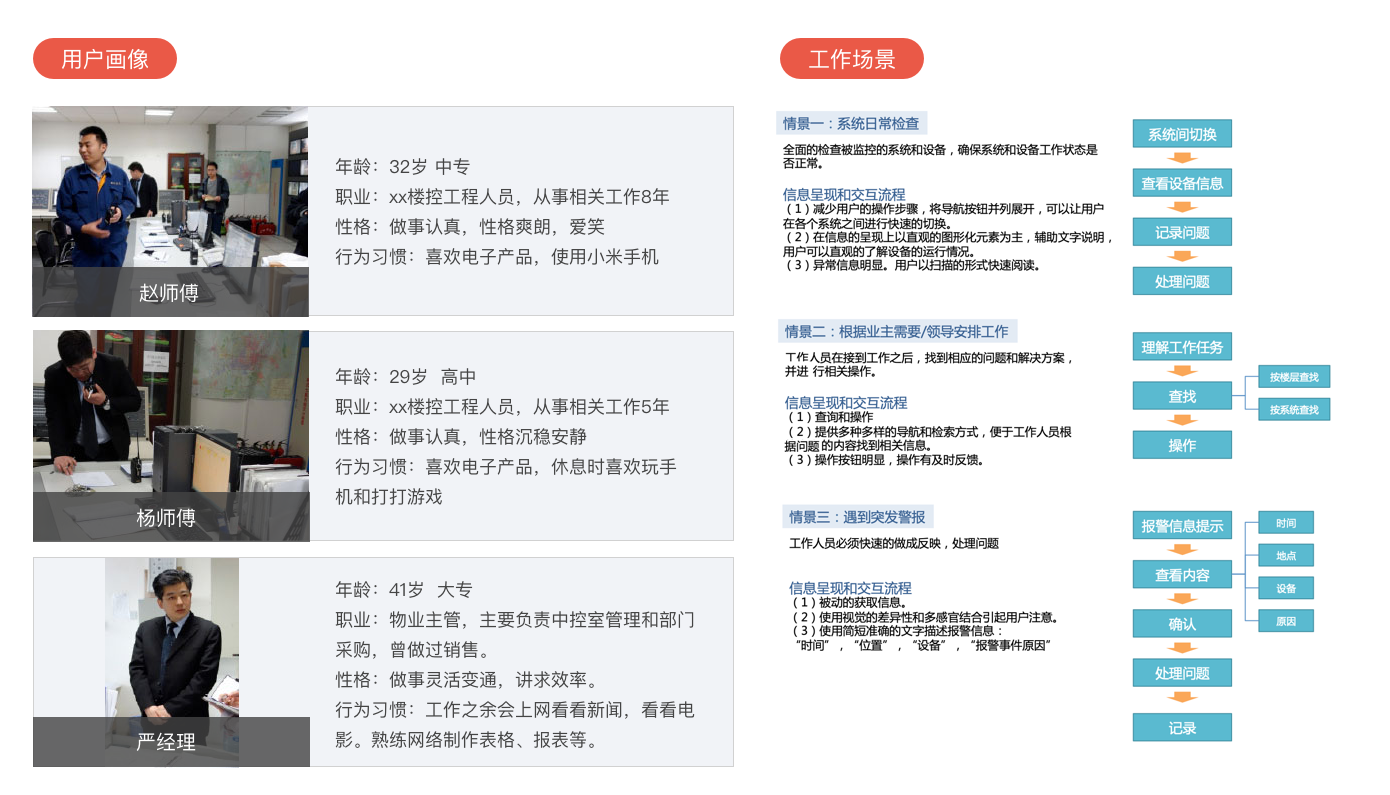 用户画像
赵师傅
年龄：32岁 中专
职业：xx楼控工程人员，从事相关工作8年
性格：做事认真，性格爽朗，爱笑
行为习惯：喜欢电子产品，使用小米手机
杨师傅
年龄：29岁 高中
职业：xx楼控工程人员，从事相关工作5年
性格：做事认真，性格沉稳安静
行为习惯：喜欢电子产品，休息时喜欢玩手
机和打打游戏
严经理
年龄：41岁 大专
职业：物业主管，主要负责中控室管理和部门
采购，曾做过销售。
性格：做事灵活变通，讲求效率。
行为习惯：工作之余会上网看看新闻，看看电
影。熟练网络制作表格、报表等。
工作场景
情景一：系统日常检查
全面的检查被监控的系统和设备，确保系统和设备工作状态是
否正常。
信息呈现和交互流程
（1）减少用户的操作步骤，将导航按钮并列展开，可以让用户
在各个系统之间进行快速的切换。
（2）在信息的呈现上以直观的图形化元素为主，辅助文字说明，
用户可以直观的了解设备的运行情况。
（3）异常信息明显。用户以扫描的形式快速阅读。
系统间切换
查看设备信息
记录问题
处理问题
情景二：根据业主需要/领导安排工作
工作人员在接到工作之后，找到相应的问题和解决方案，
并进 行相关操作。
信息呈现和交互流程
（1）查询和操作
（2）提供多种多样的导航和检索方式，便于工作人员根
据问题的内容找到相关信息。
（3）操作按钮明显，操作有及时反馈。
理解工作任务
查找
按楼层查找
按系统查找
操作
情景三：遇到突发警报
工作人员必须快速的做成反映，处理问题
信息呈现和交互流程
（1）被动的获取信息。
（2）使用视觉的差异性和多感官结合引起用户注意。
（3）使用简短准确的文字描述报警信息：
“时间”，“位置”，“设备”，“报警事件原因”
报警信息提示
查看内容
时间
地点
设备
原因
确认
处理问题
记录